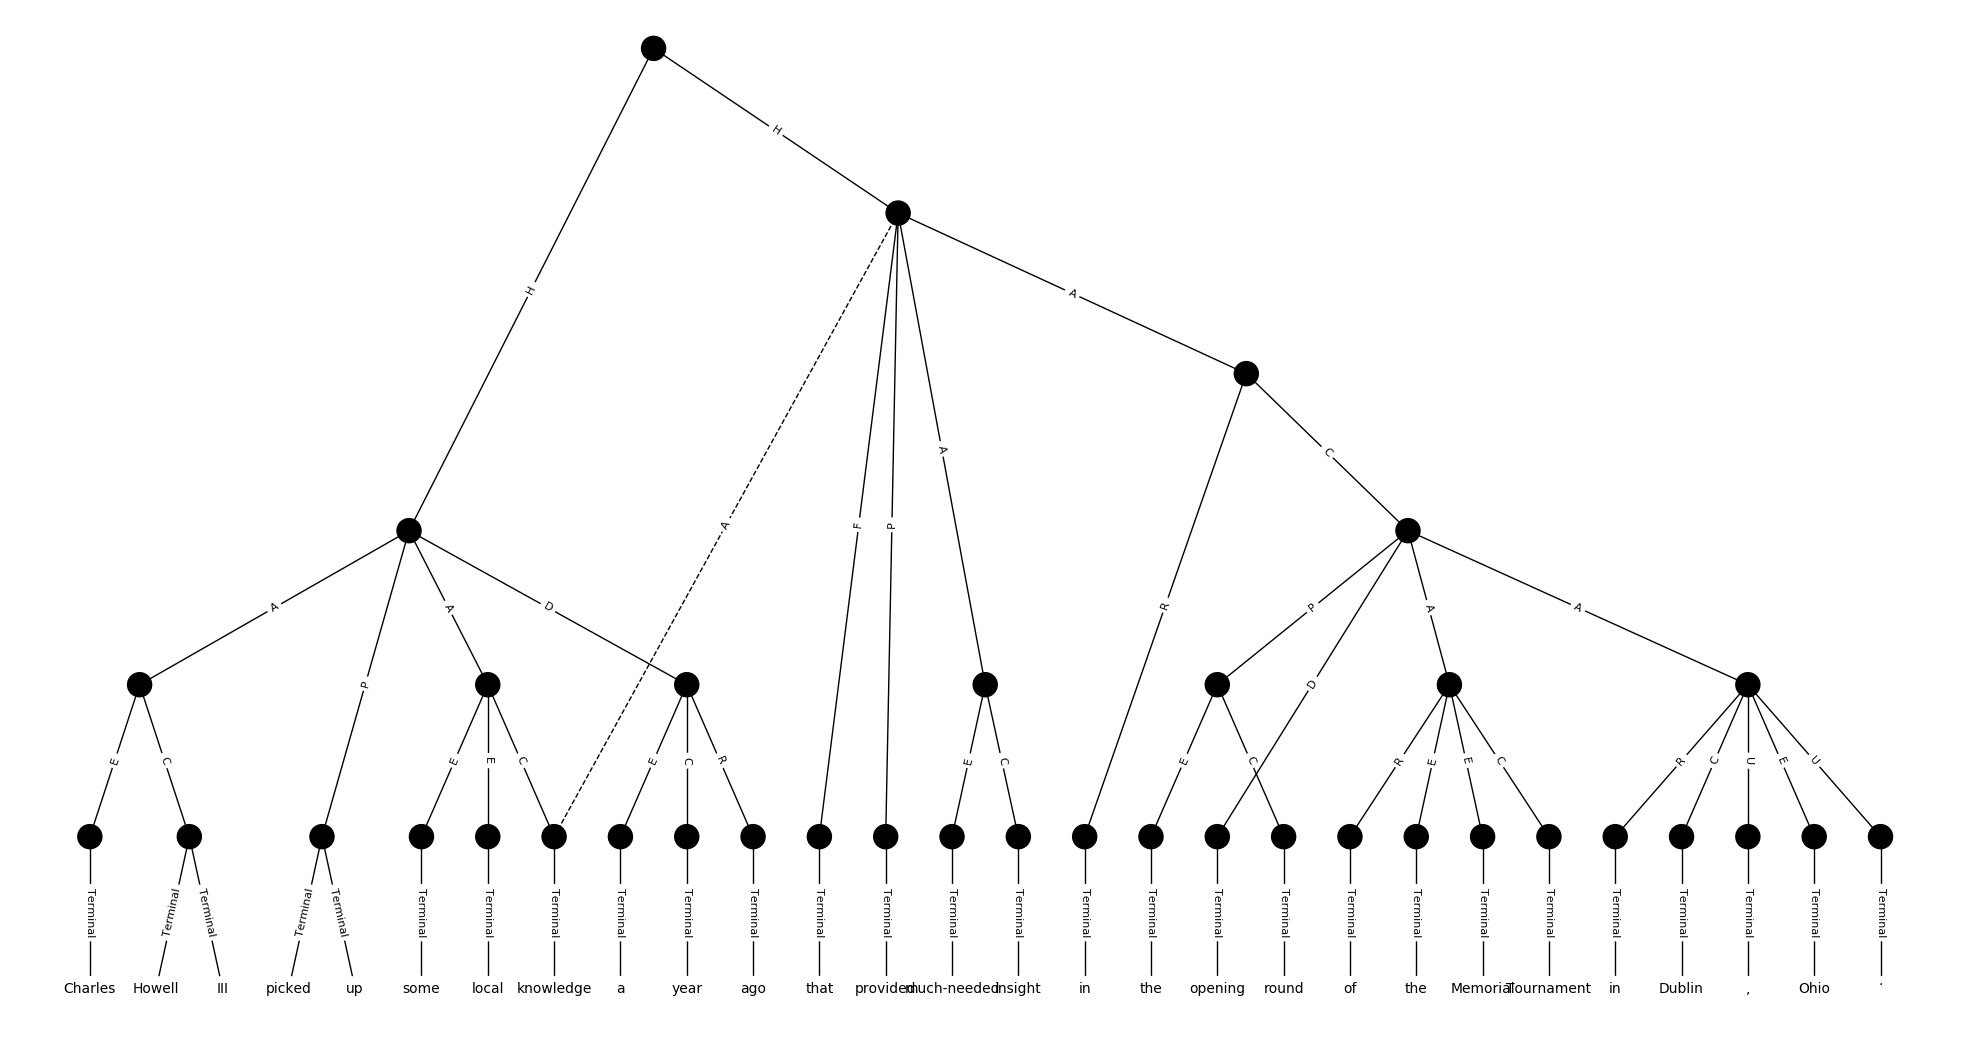 H
H
A
C
A
F
P
A
A
P
A
D
R
P
D
A
A
E
C
E
E
C
E
C
R
E
C
E
C
R
E
E
C
R
C
U
E
U
Terminal Terminal Terminal Terminal Terminal Terminal Terminal Terminal Terminal Terminal Terminal Terminal Terminal Terminal Terminal Terminal Terminal Terminal Terminal Terminal Terminal Terminal Terminal Terminal Terminal Terminal Terminal Terminal
Charles Howell III picked up some local knowledge a year ago that provided much-needed insight in the opening round of the Memorial Tournament in Dublin , Ohio .